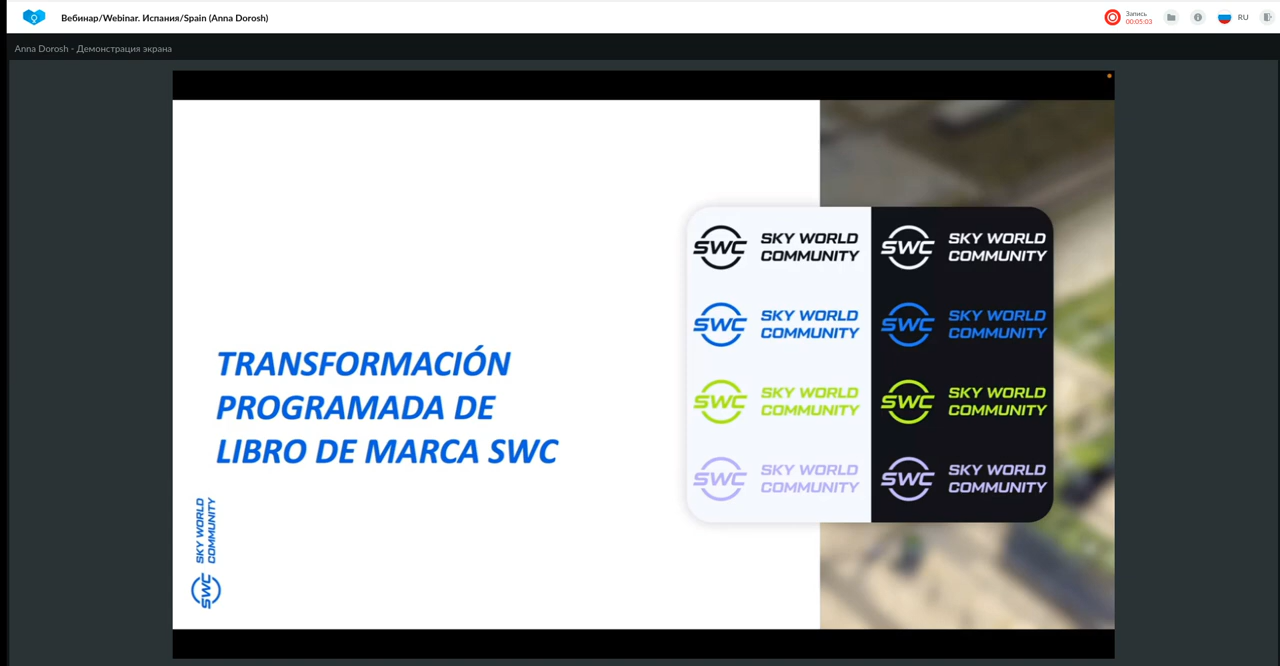 Вебинар/Webinar. Испания/Spain (Anna Dorosh)
Запись
00:05:03
RU
Anna Dorosh - Демонстрация экрана
SWC SKY WORLD COMMUNITY
SWC SKY WORLD COMMUNITY
SWC SKY WORLD COMMUNITY
SWC SKY WORLD COMMUNITY
SWC SKY WORLD COMMUNITY
SWC SKY WORLD COMMUNITY
SWC SKY WORLD COMMUNITY
SWC SKY WORLD COMMUNITY
TRANSFORMACIÓN
PROGRAMADA DE
LIBRO DE MARCA SWC
SWC SKY WORLD COMMUNITY